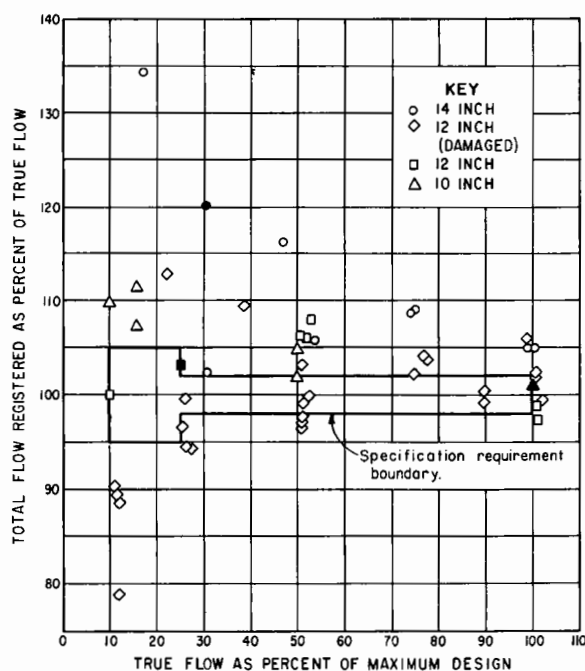 TOTAL FLOW REGISTERED AS PERCENT OF TRUE FLOW
140
130
120
110
100
90
80
KEY
14 INCH
12 INCH
(DAMAGED)
12 INCH
10 INCH
Specification requirement
boundary.
0 10 20 30 40 50 60 70 80 90 100 110
TRUE FLOW AS PERCENT OF MAXIMUM DESIGN